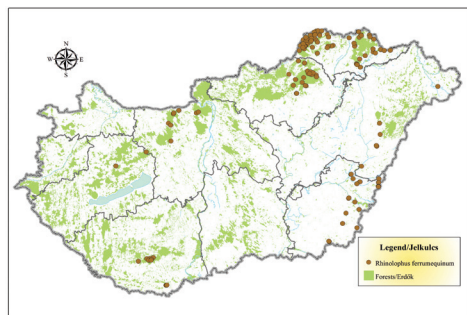 N
W E
S
Legend/Jelkulcs
Rhinolophus ferrumequinum
Forests/Erdők